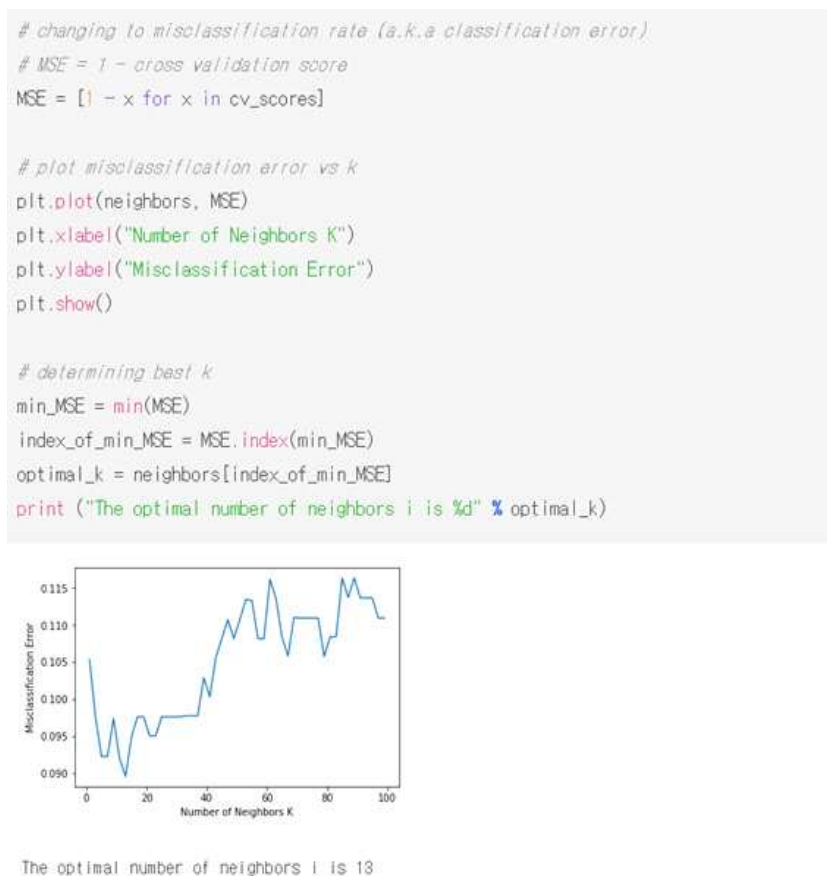 # changing to misclassification rate (a.k.a classification error)
# MSE = 1 - cross validation score
MSE = [1 - x for x in cv_scores]
# plot misclassification error vs k
plt.plot(neighbors, MSE)
plt.xlabel("Number of Neighbors K")
plt.ylabel("Misclassification Error")
plt.show()
# determining best k
min_MSE = min(MSE)
index_of_min_MSE = MSE.index(min_MSE)
optimal_k = neighbors[index_of_min_MSE]
print ("The optimal number of neighbors i is %d" % optimal_k)
Misclassification Error
0.115
0.110
0.105
0.100
0.095
0.090
0 20 40 60 80 100
Number of Neighbors K
The optimal number of neighbors i is 13